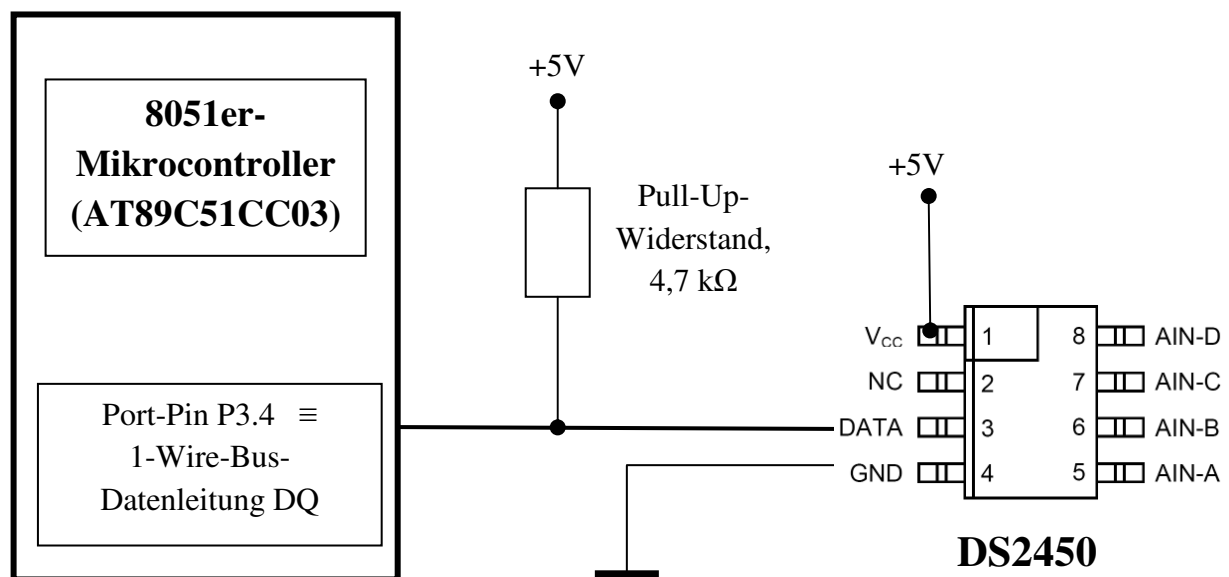 8051er-
Mikrocontroller
(AT89C51CC03)
Port-Pin P3.4 ≡
1-Wire-Bus-
Datenleitung DQ
+5V
Pull-Up-
Widerstand,
4,7 kΩ
+5V
VCC 1 8 AIN-D
NC 2 7 AIN-C
DATA 3 6 AIN-B
GND 4 5 AIN-A
DS2450